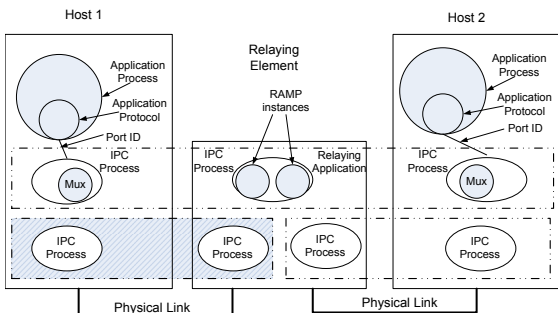 Host 1
Host 2
Relaying
Element
Application
Process
Application
Protocol
Port ID
RAMP
instances
Application
Process
Application
Protocol
Port ID
IPC
Process
Mux
IPC
Process
Relaying
Application
IPC
Process
Mux
IPC
Process
IPC
Process
IPC
Process
IPC
Process
Physical Link
Physical Link